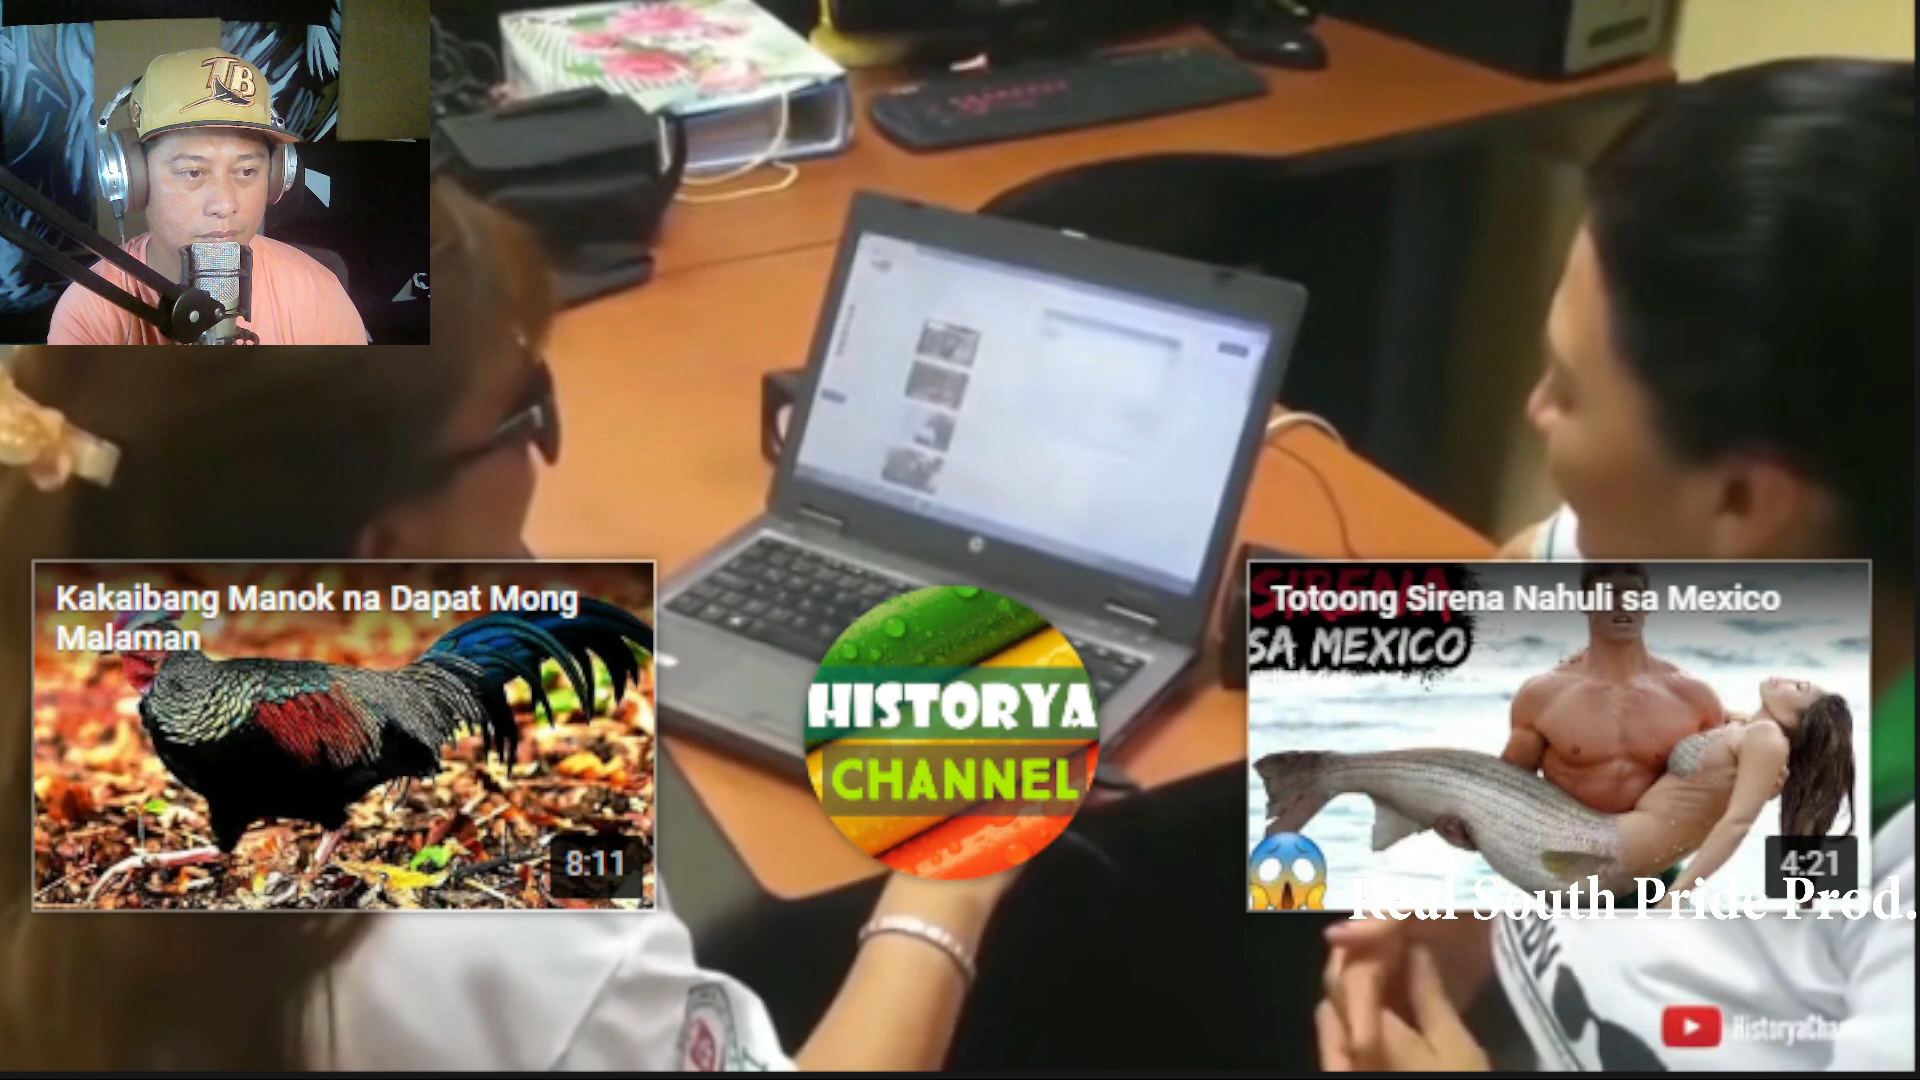 TB
Kakaibang Manok na Dapat Mong
Malaman
8:11
HISTORYA
CHANNEL
SIRENA
Totoong Sirena Nahuli sa Mexico
SA MEXICO
4:21
Real South Pride Prod.